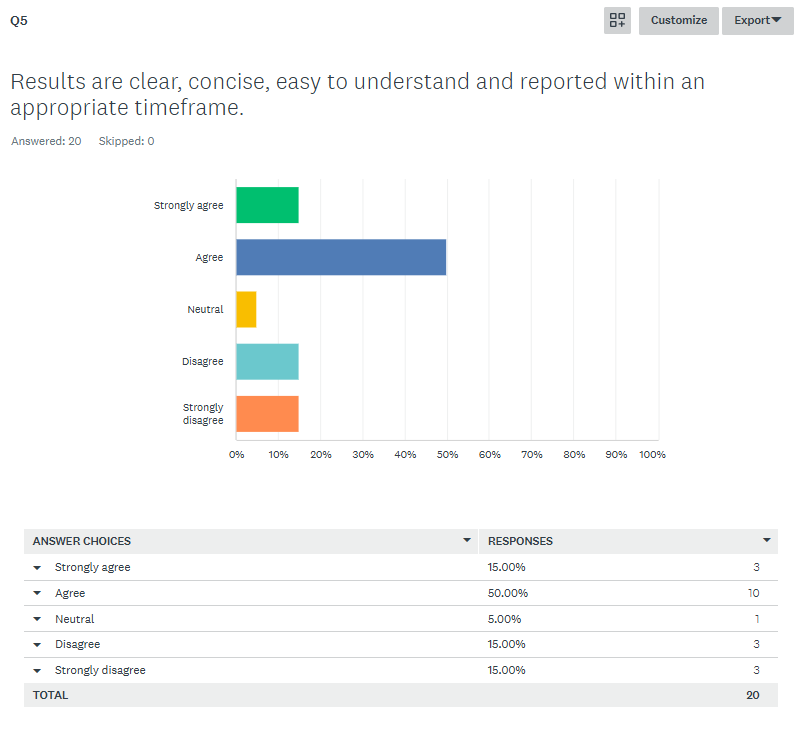 Q5
Customize
Export
Results are clear, concise, easy to understand and reported within an
appropriate timeframe.
Answered: 20 Skipped: 0
Strongly agree
Agree
Neutral
Disagree
Strongly
disagree
0% 10% 20% 30% 40% 50% 60% 70% 80% 90% 100%
ANSWER CHOICES RESPONSES
Strongly agree 15.00% 3
Agree 50.00% 10
Neutral 5.00% 1
Disagree 15.00% 3
Strongly disagree 15.00% 3
TOTAL 20